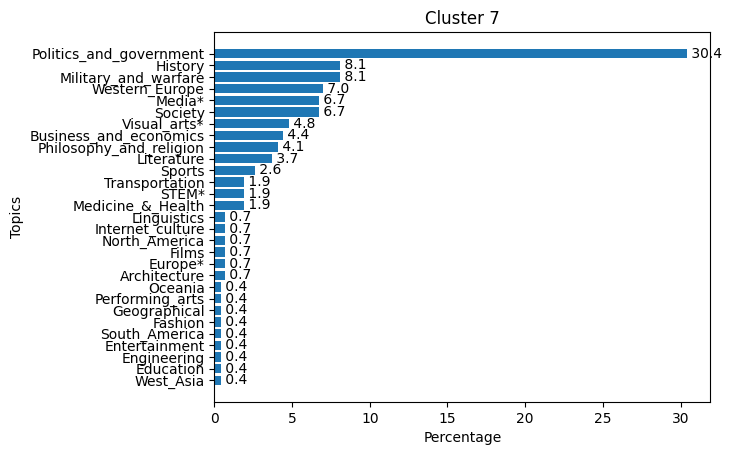 Cluster 7
Politics_and_government 30.4
History 8.1
Military_and_warfare 8.1
Western_Europe 7.0
Media* 6.7
Society 6.7
Visual_arts* 4.8
Business_and_economics 4.4
Philosophy_and_religion 4.1
Literature 3.7
Sports 2.6
Transportation 1.9
STEM* 1.9
Medicine_&_Health 1.9
Linguistics 0.7
Internet_culture 0.7
North_America 0.7
Films 0.7
Europe* 0.7
Architecture 0.7
Oceania 0.4
Performing_arts 0.4
Geographical 0.4
Fashion 0.4
South_America 0.4
Entertainment 0.4
Engineering 0.4
Education 0.4
West_Asia 0.4
Topics
0 5 10 15 20 25 30
Percentage